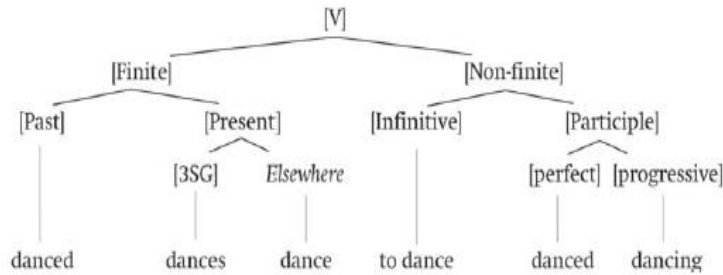 [V]
[Finite] [Non-finite]
[Past] [Present] [Infinitive] [Participle]
[3SG] Elsewhere [perfect] [progressive]
danced dances dance to dance danced dancing